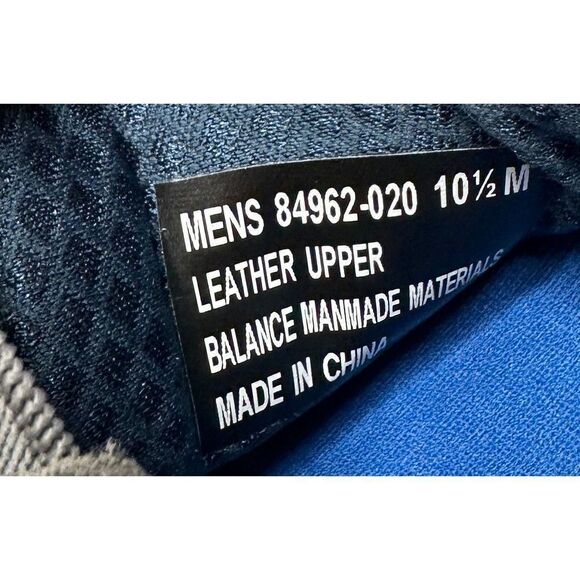 MENS 84962-020 10½ M
LEATHER UPPER
BALANCE MANMADE MATERIALS
MADE IN CHINA